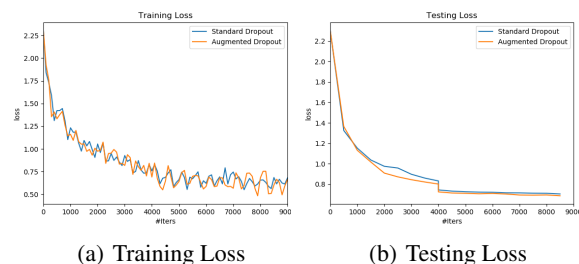 Training Loss
Standard Dropout
Augmented Dropout
2.25
2.00
1.75
1.50
1.25
1.00
0.75
0.50
loss
0 1000 2000 3000 4000 5000 6000 7000 8000 900
#Iters
(a) Training Loss
Testing Loss
Standard Dropout
Augmented Dropout
2.2
2.0
1.8
1.6
1.4
1.2
1.0
0.8
loss
0 1000 2000 3000 4000 5000 6000 7000 8000 9000
#Iters
(b) Testing Loss